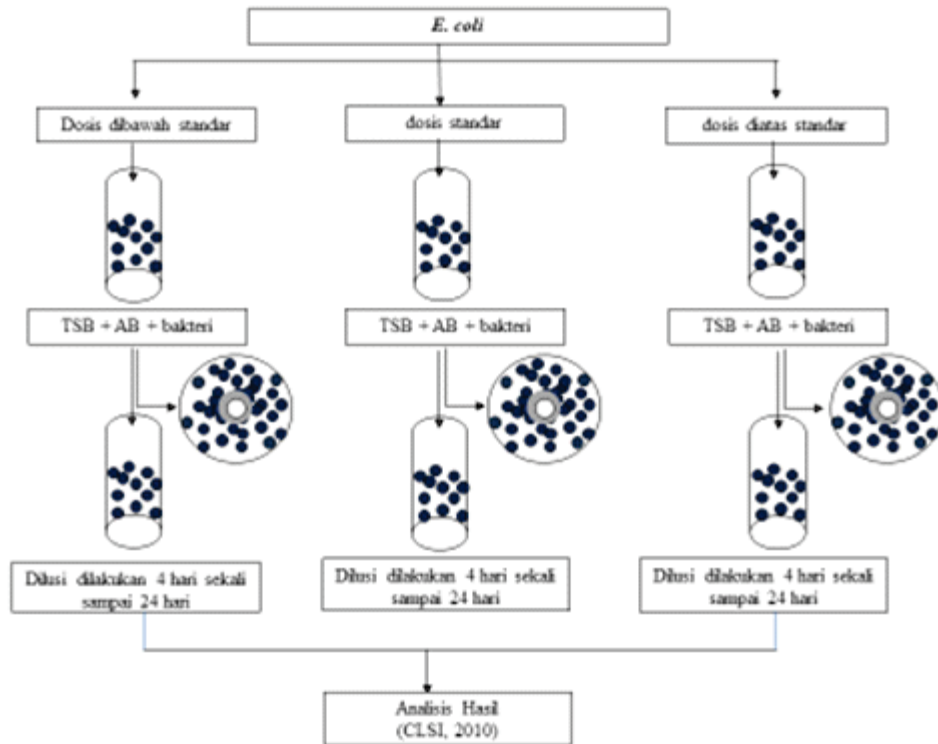 E. coli
Dosis dibawah standar
dosis standar
dosis diatas standar
TSB + AB + bakteri
TSB + AB + bakteri
TSB + AB + bakteri
Dilusi dilakukan 4 hari sekali
sampai 24 hari
Dilusi dilakukan 4 hari sekali
sampai 24 hari
Dilusi dilakukan 4 hari sekali
sampai 24 hari
Analisis Hasil
(CLSI, 2010)